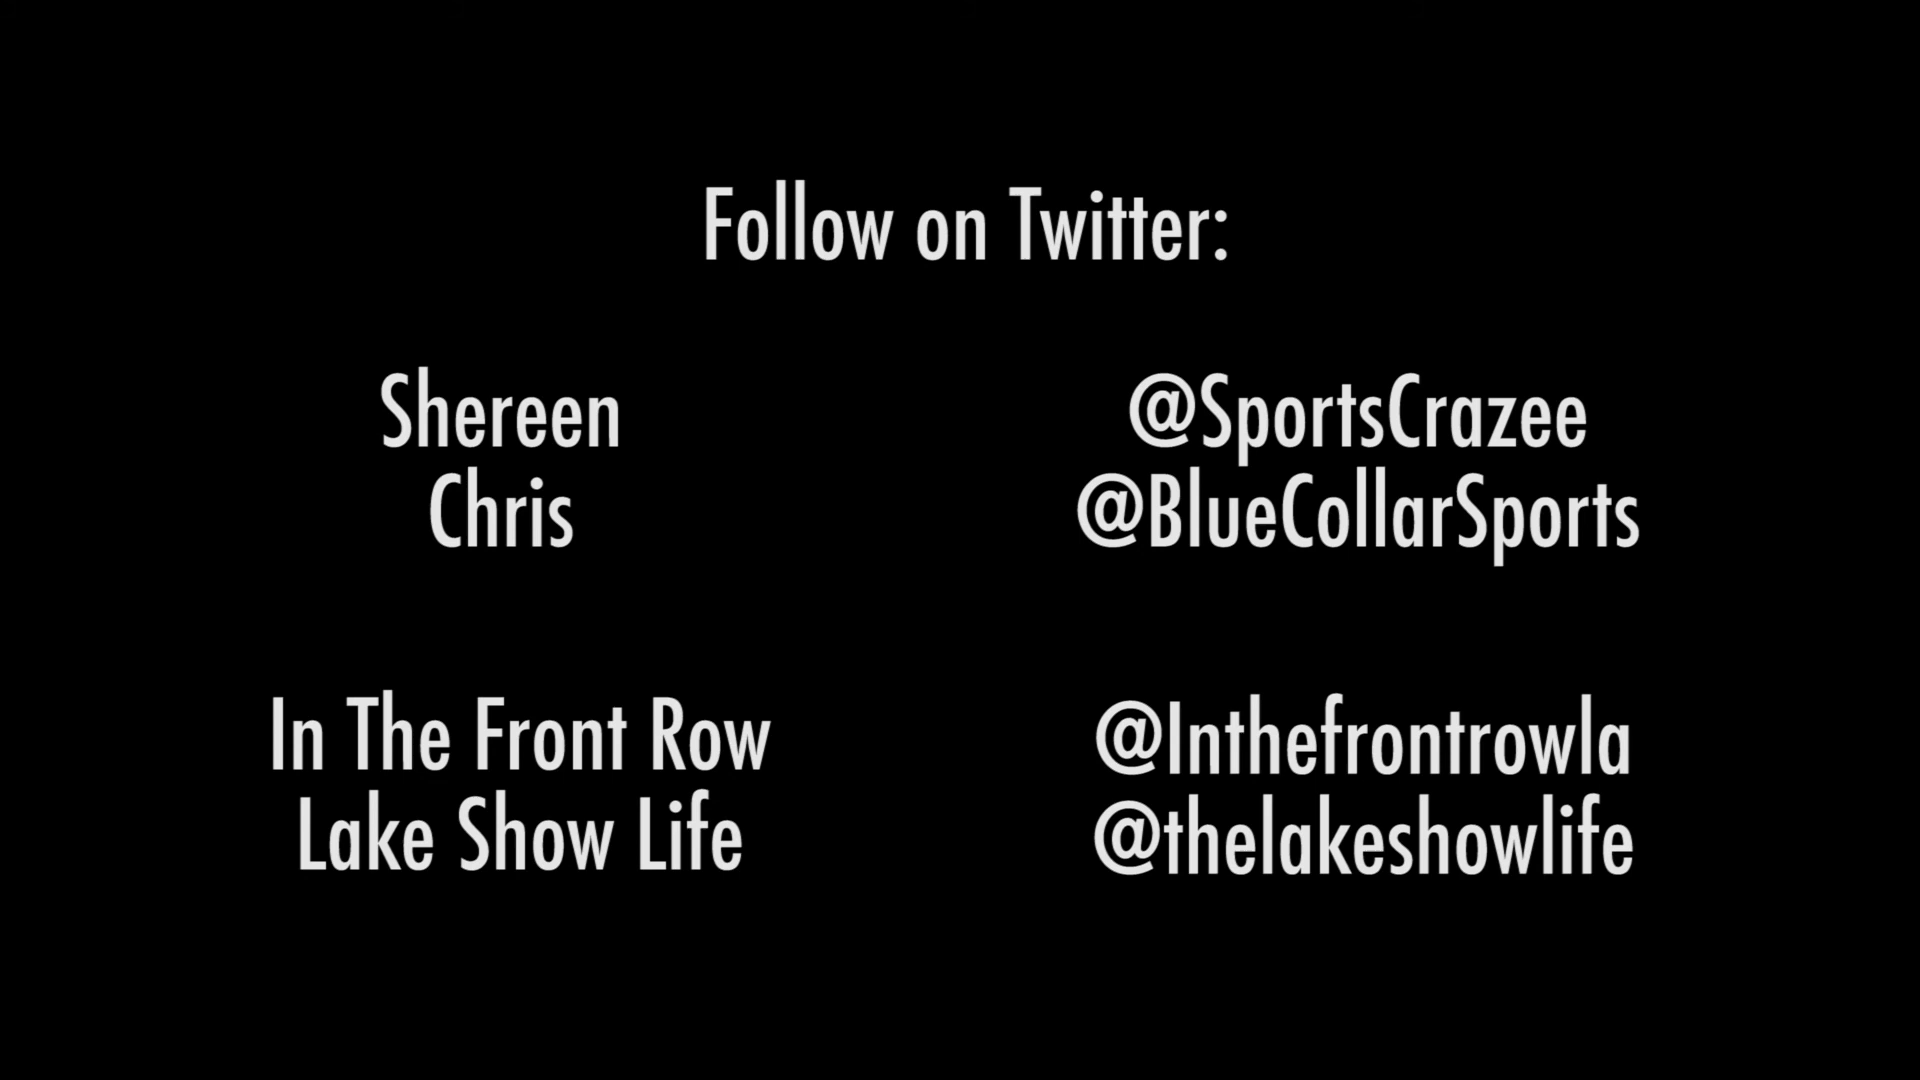 Follow on Twitter:
Shereen @SportsCrazee
Chris @BlueCollarSports
In The Front Row @Inthefrontrowla
Lake Show Life @thelakeshowlife